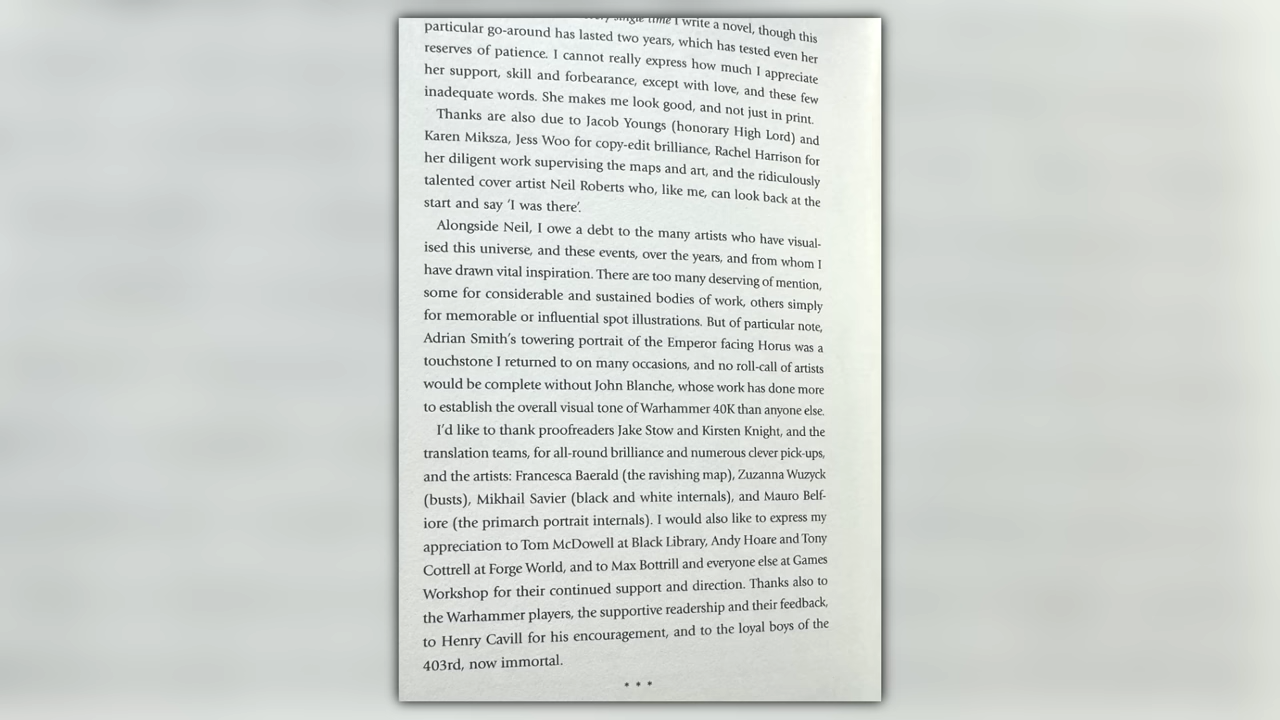 single time I write a novel, though this
particular go-around has lasted two years, which has tested even her
reserves of patience. I cannot really express how much I appreciate
her support, skill and forbearance, except with love, and these few
inadequate words. She makes me look good, and not just in print.
Thanks are also due to Jacob Youngs (honorary High Lord) and
Karen Miksza, Jess Woo for copy-edit brilliance, Rachel Harrison for
her diligent work supervising the maps and art, and the ridiculously
talented cover artist Neil Roberts who, like me, can look back at the
start and say ‘I was there’.
Alongside Neil, I owe a debt to the many artists who have visual-
ised this universe, and these events, over the years, and from whom I
have drawn vital inspiration. There are too many deserving of mention,
some for considerable and sustained bodies of work, others simply
for memorable or influential spot illustrations. But of particular note,
Adrian Smith’s towering portrait of the Emperor facing Horus was a
touchstone I returned to on many occasions, and no roll-call of artists
would be complete without John Blanche, whose work has done more
to establish the overall visual tone of Warhammer 40K than anyone else.
I’d like to thank proofreaders Jake Stow and Kirsten Knight, and the
translation teams, for all-round brilliance and numerous clever pick-ups,
and the artists: Francesca Baerald (the ravishing map), Zuzanna Wuzyck
(busts), Mikhail Savier (black and white internals), and Mauro Belf-
iore (the primarch portrait internals). I would also like to express my
appreciation to Tom McDowell at Black Library, Andy Hoare and Tony
Cottrell at Forge World, and to Max Bottrill and everyone else at Games
Workshop for their continued support and direction. Thanks also to
the Warhammer players, the supportive readership and their feedback,
to Henry Cavill for his encouragement, and to the loyal boys of the
403rd, now immortal.
* * *